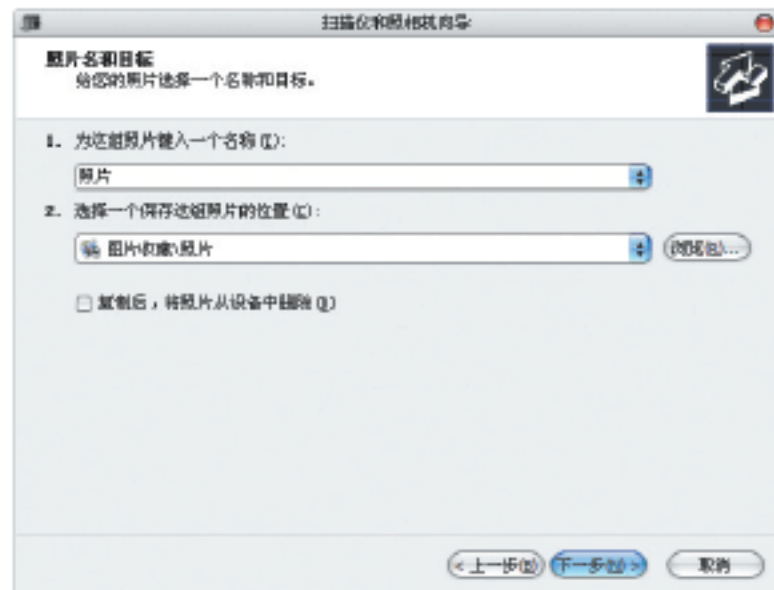 扫描仪和照相机向导
照片名和目标
给您的照片选择一个名称和目标。
1. 为这组照片键入一个名称(T):
照片
2. 选择一个保存这组照片的位置(C):
图片收藏\照片
浏览(R)...
复制后，将照片从设备中删除(D)
< 上一步(B)
下一步(N) >
取消